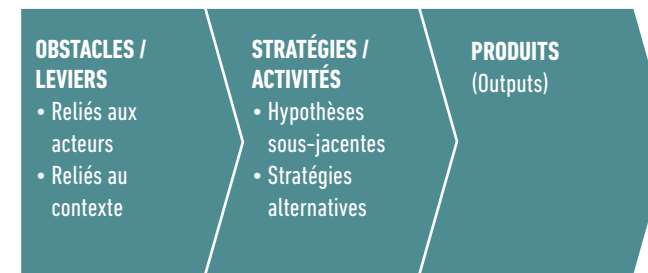 OBSTACLES /
LEVIERS
• Reliés aux
acteurs
• Reliés au
contexte
STRATÉGIES /
ACTIVITÉS
• Hypothèses
sous-jacentes
• Stratégies
alternatives
PRODUITS
(Outputs)